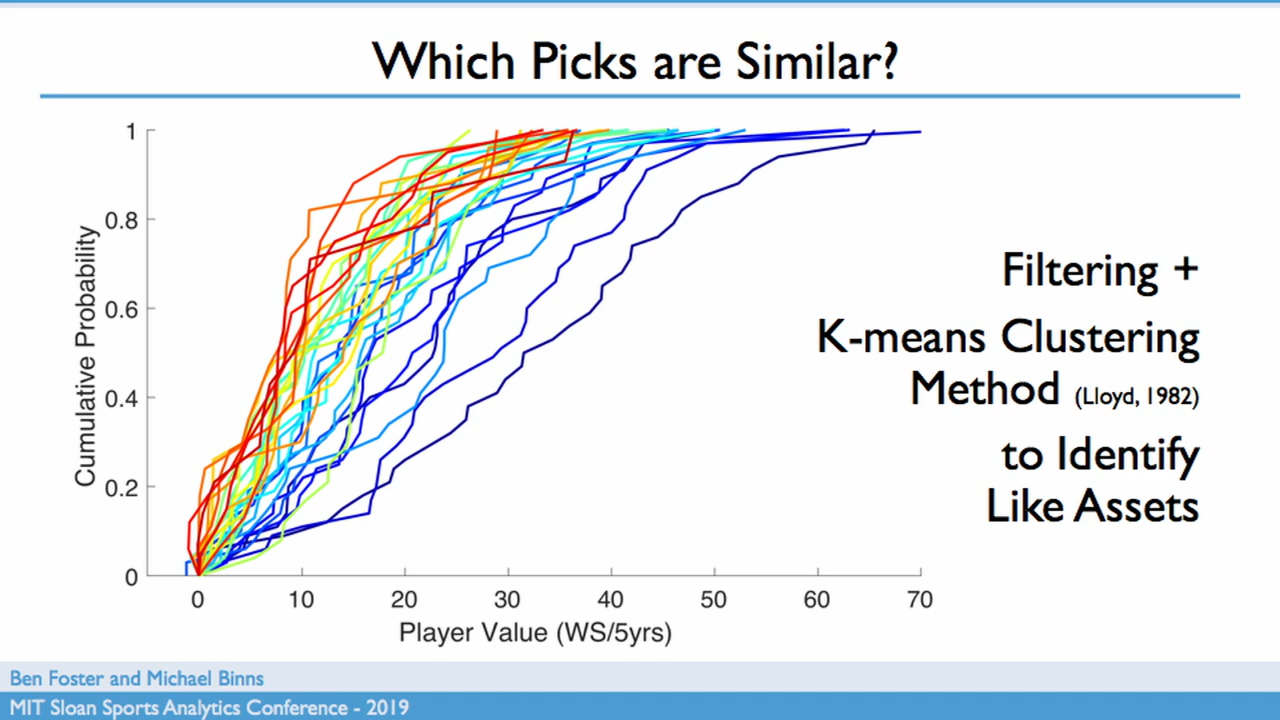 Which Picks are Similar?
1
0.8
0.6
0.4
0.2
0
Cumulative Probability
0 10 20 30 40 50 60 70
Player Value (WS/5yrs)
Filtering +
K-means Clustering
Method (Lloyd, 1982)
to Identify
Like Assets
Ben Foster and Michael Binns
MIT Sloan Sports Analytics Conference - 2019